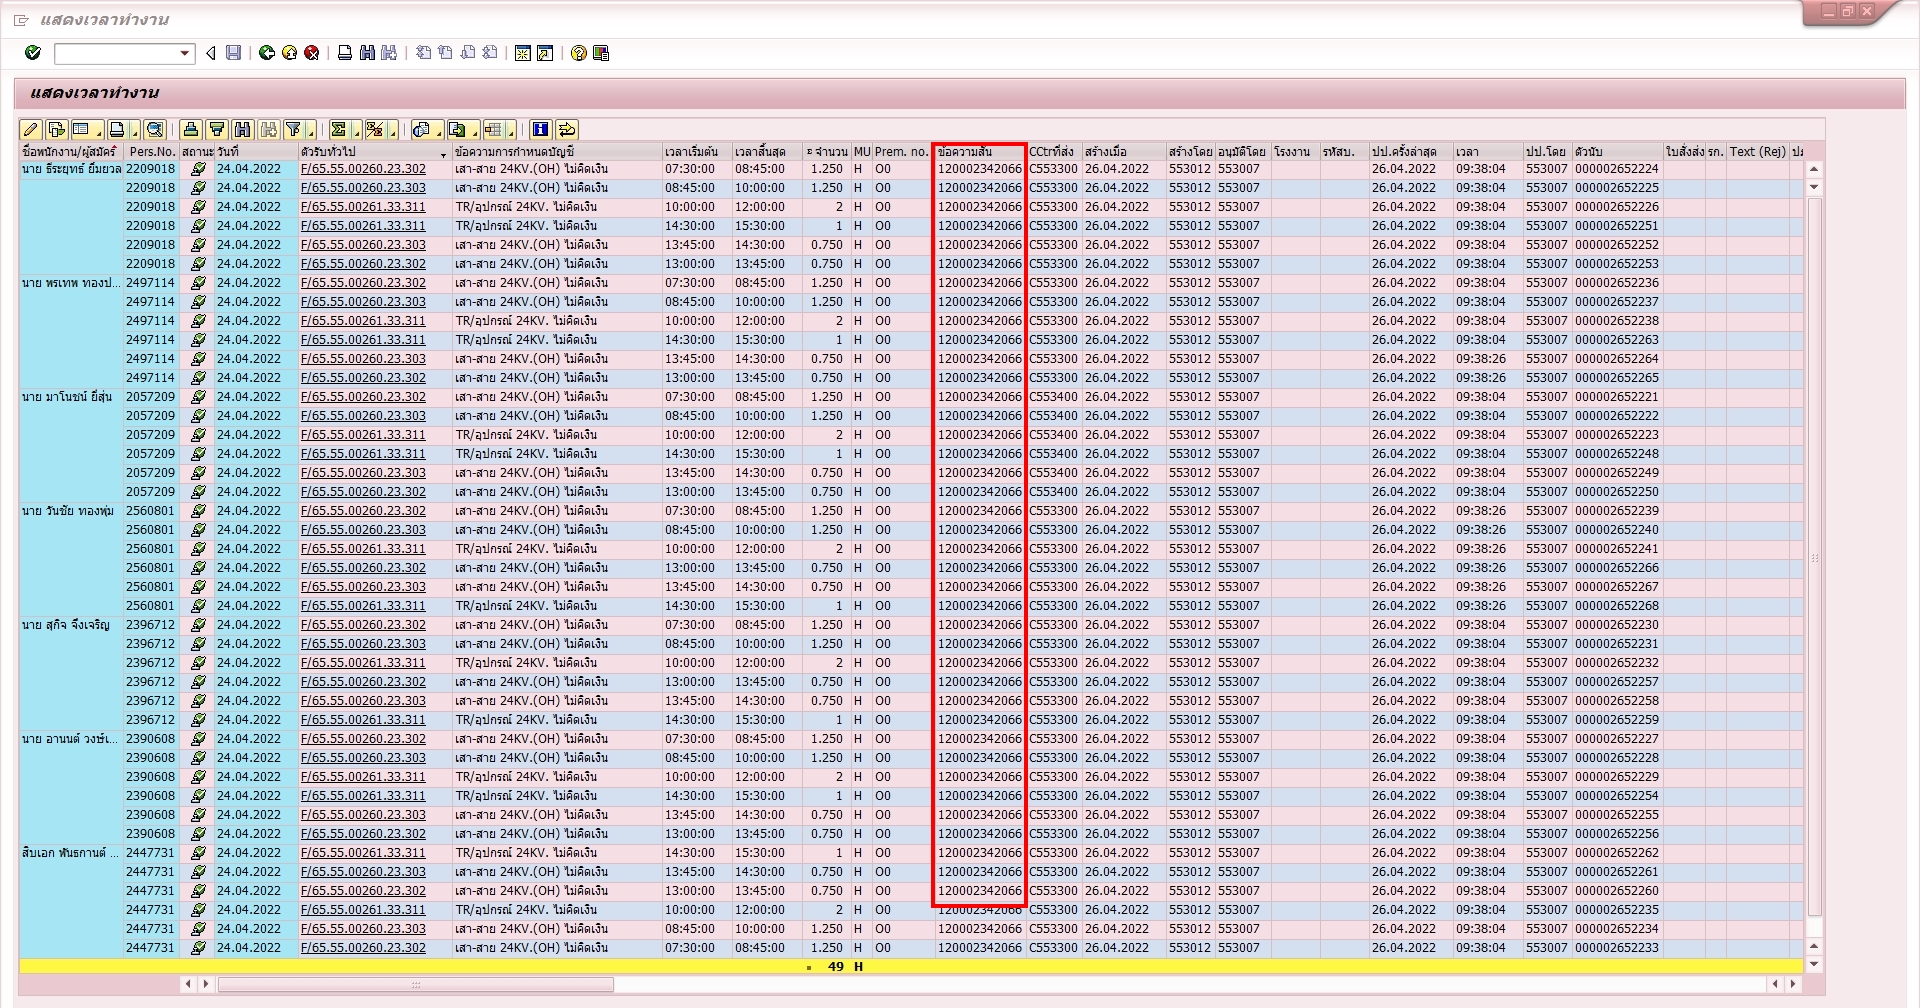 แสดงเวลาทำงาน
แสดงเวลาทำงาน
ชื่อพนักงาน/ผู้สมัคร Pers.No. สถานะ วันที่ ตัวรับทั่วไป ข้อความการกำหนดบัญชี เวลาเริ่มต้น เวลาสิ้นสุด จำนวน MU Prem. no. ข้อความสั้น CCtrที่ส่ง สร้างเมื่อ สร้างโดย อนุมัติโดย โรงงาน รหัสบ. ปป.ครั้งล่าสุด เวลา ปป.โดย ตัวนับ ใบสั่งส่ง รก. Text (Rej)
นาย ธีระยุทธ์ ยิ้มยวล 2209018 24.04.2022 F/65.55.00260.23.302 เสา-สาย 24KV.(OH) ไม่คิดเงิน 07:30:00 08:45:00 1.250 H O0 120002342066 C553300 26.04.2022 553012 553007 26.04.2022 09:38:04 553007 000002652224
2209018 24.04.2022 F/65.55.00260.23.303 เสา-สาย 24KV.(OH) ไม่คิดเงิน 08:45:00 10:00:00 1.250 H O0 120002342066 C553300 26.04.2022 553012 553007 26.04.2022 09:38:04 553007 000002652225
2209018 24.04.2022 F/65.55.00261.33.311 TR/อุปกรณ์ 24KV. ไม่คิดเงิน 10:00:00 12:00:00 2 H O0 120002342066 C553300 26.04.2022 553012 553007 26.04.2022 09:38:04 553007 000002652226
2209018 24.04.2022 F/65.55.00261.33.311 TR/อุปกรณ์ 24KV. ไม่คิดเงิน 14:30:00 15:30:00 1 H O0 120002342066 C553300 26.04.2022 553012 553007 26.04.2022 09:38:04 553007 000002652251
2209018 24.04.2022 F/65.55.00260.23.303 เสา-สาย 24KV.(OH) ไม่คิดเงิน 13:45:00 14:30:00 0.750 H O0 120002342066 C553300 26.04.2022 553012 553007 26.04.2022 09:38:04 553007 000002652252
2209018 24.04.2022 F/65.55.00260.23.302 เสา-สาย 24KV.(OH) ไม่คิดเงิน 13:00:00 13:45:00 0.750 H O0 120002342066 C553300 26.04.2022 553012 553007 26.04.2022 09:38:04 553007 000002652253
นาย พรเทพ ทองป... 2497114 24.04.2022 F/65.55.00260.23.302 เสา-สาย 24KV.(OH) ไม่คิดเงิน 07:30:00 08:45:00 1.250 H O0 120002342066 C553300 26.04.2022 553012 553007 26.04.2022 09:38:04 553007 000002652236
2497114 24.04.2022 F/65.55.00260.23.303 เสา-สาย 24KV.(OH) ไม่คิดเงิน 08:45:00 10:00:00 1.250 H O0 120002342066 C553300 26.04.2022 553012 553007 26.04.2022 09:38:04 553007 000002652237
2497114 24.04.2022 F/65.55.00261.33.311 TR/อุปกรณ์ 24KV. ไม่คิดเงิน 10:00:00 12:00:00 2 H O0 120002342066 C553300 26.04.2022 553012 553007 26.04.2022 09:38:04 553007 000002652238
2497114 24.04.2022 F/65.55.00261.33.311 TR/อุปกรณ์ 24KV. ไม่คิดเงิน 14:30:00 15:30:00 1 H O0 120002342066 C553300 26.04.2022 553012 553007 26.04.2022 09:38:04 553007 000002652263
2497114 24.04.2022 F/65.55.00260.23.303 เสา-สาย 24KV.(OH) ไม่คิดเงิน 13:45:00 14:30:00 0.750 H O0 120002342066 C553300 26.04.2022 553012 553007 26.04.2022 09:38:26 553007 000002652264
2497114 24.04.2022 F/65.55.00260.23.302 เสา-สาย 24KV.(OH) ไม่คิดเงิน 13:00:00 13:45:00 0.750 H O0 120002342066 C553300 26.04.2022 553012 553007 26.04.2022 09:38:26 553007 000002652265
นาย มาโนชน์ ยี่สุ่น 2057209 24.04.2022 F/65.55.00260.23.302 เสา-สาย 24KV.(OH) ไม่คิดเงิน 07:30:00 08:45:00 1.250 H O0 120002342066 C553400 26.04.2022 553012 553007 26.04.2022 09:38:04 553007 000002652221
2057209 24.04.2022 F/65.55.00260.23.303 เสา-สาย 24KV.(OH) ไม่คิดเงิน 08:45:00 10:00:00 1.250 H O0 120002342066 C553400 26.04.2022 553012 553007 26.04.2022 09:38:04 553007 000002652222
2057209 24.04.2022 F/65.55.00261.33.311 TR/อุปกรณ์ 24KV. ไม่คิดเงิน 10:00:00 12:00:00 2 H O0 120002342066 C553400 26.04.2022 553012 553007 26.04.2022 09:38:04 553007 000002652223
2057209 24.04.2022 F/65.55.00261.33.311 TR/อุปกรณ์ 24KV. ไม่คิดเงิน 14:30:00 15:30:00 1 H O0 120002342066 C553400 26.04.2022 553012 553007 26.04.2022 09:38:04 553007 000002652248
2057209 24.04.2022 F/65.55.00260.23.303 เสา-สาย 24KV.(OH) ไม่คิดเงิน 13:45:00 14:30:00 0.750 H O0 120002342066 C553400 26.04.2022 553012 553007 26.04.2022 09:38:04 553007 000002652249
2057209 24.04.2022 F/65.55.00260.23.302 เสา-สาย 24KV.(OH) ไม่คิดเงิน 13:00:00 13:45:00 0.750 H O0 120002342066 C553400 26.04.2022 553012 553007 26.04.2022 09:38:04 553007 000002652250
นาย วันชัย ทองพุ่ม 2560801 24.04.2022 F/65.55.00260.23.302 เสา-สาย 24KV.(OH) ไม่คิดเงิน 07:30:00 08:45:00 1.250 H O0 120002342066 C553300 26.04.2022 553012 553007 26.04.2022 09:38:26 553007 000002652239
2560801 24.04.2022 F/65.55.00260.23.303 เสา-สาย 24KV.(OH) ไม่คิดเงิน 08:45:00 10:00:00 1.250 H O0 120002342066 C553300 26.04.2022 553012 553007 26.04.2022 09:38:26 553007 000002652240
2560801 24.04.2022 F/65.55.00261.33.311 TR/อุปกรณ์ 24KV. ไม่คิดเงิน 10:00:00 12:00:00 2 H O0 120002342066 C553300 26.04.2022 553012 553007 26.04.2022 09:38:26 553007 000002652241
2560801 24.04.2022 F/65.55.00260.23.302 เสา-สาย 24KV.(OH) ไม่คิดเงิน 13:00:00 13:45:00 0.750 H O0 120002342066 C553300 26.04.2022 553012 553007 26.04.2022 09:38:26 553007 000002652266
2560801 24.04.2022 F/65.55.00260.23.303 เสา-สาย 24KV.(OH) ไม่คิดเงิน 13:45:00 14:30:00 0.750 H O0 120002342066 C553300 26.04.2022 553012 553007 26.04.2022 09:38:26 553007 000002652267
2560801 24.04.2022 F/65.55.00261.33.311 TR/อุปกรณ์ 24KV. ไม่คิดเงิน 14:30:00 15:30:00 1 H O0 120002342066 C553300 26.04.2022 553012 553007 26.04.2022 09:38:26 553007 000002652268
นาย สุกิจ จึงเจริญ 2396712 24.04.2022 F/65.55.00260.23.302 เสา-สาย 24KV.(OH) ไม่คิดเงิน 07:30:00 08:45:00 1.250 H O0 120002342066 C553300 26.04.2022 553012 553007 26.04.2022 09:38:04 553007 000002652230
2396712 24.04.2022 F/65.55.00260.23.303 เสา-สาย 24KV.(OH) ไม่คิดเงิน 08:45:00 10:00:00 1.250 H O0 120002342066 C553300 26.04.2022 553012 553007 26.04.2022 09:38:04 553007 000002652231
2396712 24.04.2022 F/65.55.00261.33.311 TR/อุปกรณ์ 24KV. ไม่คิดเงิน 10:00:00 12:00:00 2 H O0 120002342066 C553300 26.04.2022 553012 553007 26.04.2022 09:38:04 553007 000002652232
2396712 24.04.2022 F/65.55.00260.23.302 เสา-สาย 24KV.(OH) ไม่คิดเงิน 13:00:00 13:45:00 0.750 H O0 120002342066 C553300 26.04.2022 553012 553007 26.04.2022 09:38:04 553007 000002652257
2396712 24.04.2022 F/65.55.00260.23.303 เสา-สาย 24KV.(OH) ไม่คิดเงิน 13:45:00 14:30:00 0.750 H O0 120002342066 C553300 26.04.2022 553012 553007 26.04.2022 09:38:04 553007 000002652258
2396712 24.04.2022 F/65.55.00261.33.311 TR/อุปกรณ์ 24KV. ไม่คิดเงิน 14:30:00 15:30:00 1 H O0 120002342066 C553300 26.04.2022 553012 553007 26.04.2022 09:38:04 553007 000002652259
นาย อานนต์ วงษ์เ... 2390608 24.04.2022 F/65.55.00260.23.302 เสา-สาย 24KV.(OH) ไม่คิดเงิน 07:30:00 08:45:00 1.250 H O0 120002342066 C553300 26.04.2022 553012 553007 26.04.2022 09:38:04 553007 000002652227
2390608 24.04.2022 F/65.55.00260.23.303 เสา-สาย 24KV.(OH) ไม่คิดเงิน 08:45:00 10:00:00 1.250 H O0 120002342066 C553300 26.04.2022 553012 553007 26.04.2022 09:38:04 553007 000002652228
2390608 24.04.2022 F/65.55.00261.33.311 TR/อุปกรณ์ 24KV. ไม่คิดเงิน 10:00:00 12:00:00 2 H O0 120002342066 C553300 26.04.2022 553012 553007 26.04.2022 09:38:04 553007 000002652229
2390608 24.04.2022 F/65.55.00261.33.311 TR/อุปกรณ์ 24KV. ไม่คิดเงิน 14:30:00 15:30:00 1 H O0 120002342066 C553300 26.04.2022 553012 553007 26.04.2022 09:38:04 553007 000002652254
2390608 24.04.2022 F/65.55.00260.23.303 เสา-สาย 24KV.(OH) ไม่คิดเงิน 13:45:00 14:30:00 0.750 H O0 120002342066 C553300 26.04.2022 553012 553007 26.04.2022 09:38:04 553007 000002652255
2390608 24.04.2022 F/65.55.00260.23.302 เสา-สาย 24KV.(OH) ไม่คิดเงิน 13:00:00 13:45:00 0.750 H O0 120002342066 C553300 26.04.2022 553012 553007 26.04.2022 09:38:04 553007 000002652256
สิบเอก พันธกานต์ ... 2447731 24.04.2022 F/65.55.00261.33.311 TR/อุปกรณ์ 24KV. ไม่คิดเงิน 14:30:00 15:30:00 1 H O0 120002342066 C553300 26.04.2022 553012 553007 26.04.2022 09:38:04 553007 000002652262
2447731 24.04.2022 F/65.55.00260.23.303 เสา-สาย 24KV.(OH) ไม่คิดเงิน 13:45:00 14:30:00 0.750 H O0 120002342066 C553300 26.04.2022 553012 553007 26.04.2022 09:38:04 553007 000002652261
2447731 24.04.2022 F/65.55.00260.23.302 เสา-สาย 24KV.(OH) ไม่คิดเงิน 13:00:00 13:45:00 0.750 H O0 120002342066 C553300 26.04.2022 553012 553007 26.04.2022 09:38:04 553007 000002652260
2447731 24.04.2022 F/65.55.00261.33.311 TR/อุปกรณ์ 24KV. ไม่คิดเงิน 10:00:00 12:00:00 2 H O0 120002342066 C553300 26.04.2022 553012 553007 26.04.2022 09:38:04 553007 000002652235
2447731 24.04.2022 F/65.55.00260.23.303 เสา-สาย 24KV.(OH) ไม่คิดเงิน 08:45:00 10:00:00 1.250 H O0 120002342066 C553300 26.04.2022 553012 553007 26.04.2022 09:38:04 553007 000002652234
2447731 24.04.2022 F/65.55.00260.23.302 เสา-สาย 24KV.(OH) ไม่คิดเงิน 07:30:00 08:45:00 1.250 H O0 120002342066 C553300 26.04.2022 553012 553007 26.04.2022 09:38:04 553007 000002652233
49 H